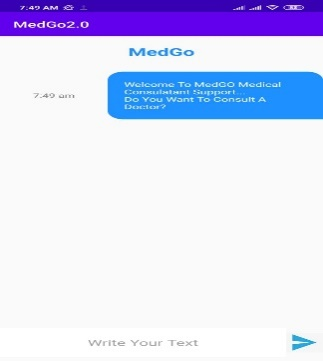 7:49 AM
MedGo2.0
MedGo
Welcome To MedGO Medical
Consulatant Support...
Do You Want To Consult A
Doctor?
7:49 am
Write Your Text